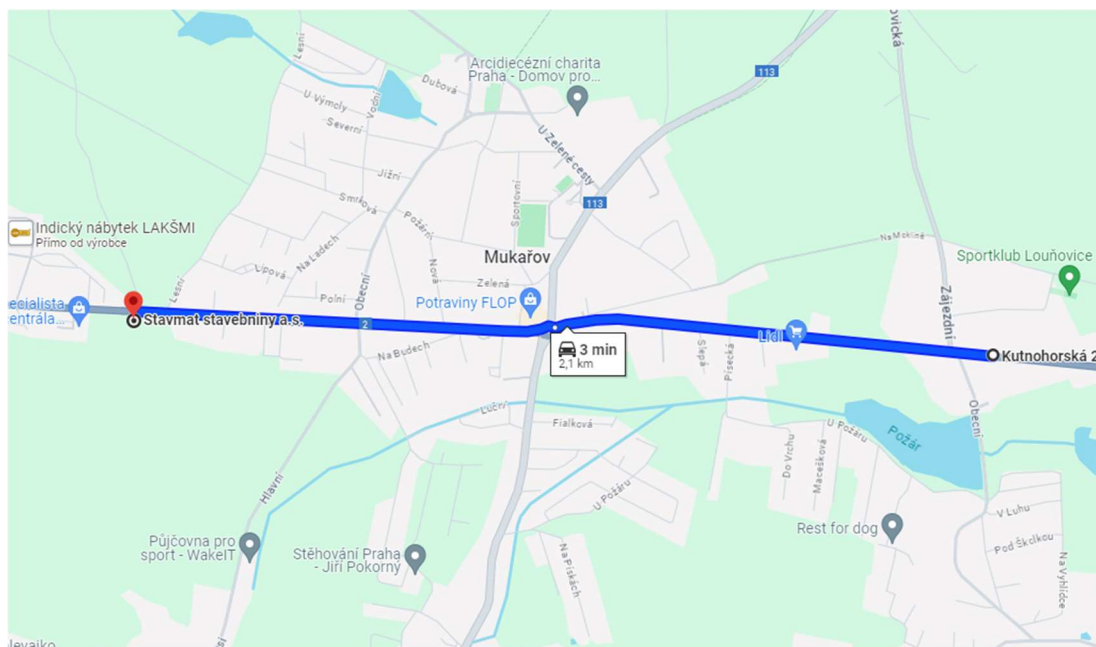 113
Arcidiecézní charita
Praha - Domov pro...
Lesní
Dubová
Vodní
U Výmoly
Severní
U Zelené cesty
Jižní
Smrková
Požární
Sportovní
113
Indický nábytek LAKŠMI
Přímo od výrobce
Na Ladech
Mukařov
Na Mokřině
Sportklub Louňovice
Lipová
Nová
Zelená
Lesní
Polní
Obecní
Potraviny FLOP
Zájezdní
ecialista
entrála...
Stavmat stavebniny a.s.
2
Lidl
3 min
2,1 km
Kutnohorská 2
Na Budech
Slepá
Písecká
Luční
Fialková
Obecní
U Požáru
Požár
Do Vrchu
Macešková
Hlavní
U Požáru
Rest for dog
V Luhu
Pod Školkou
Půjčovna pro
sport - WakeIT
Stěhování Praha
- Jiří Pokorný
Na Pískách
Na Vyhlídce
levajko